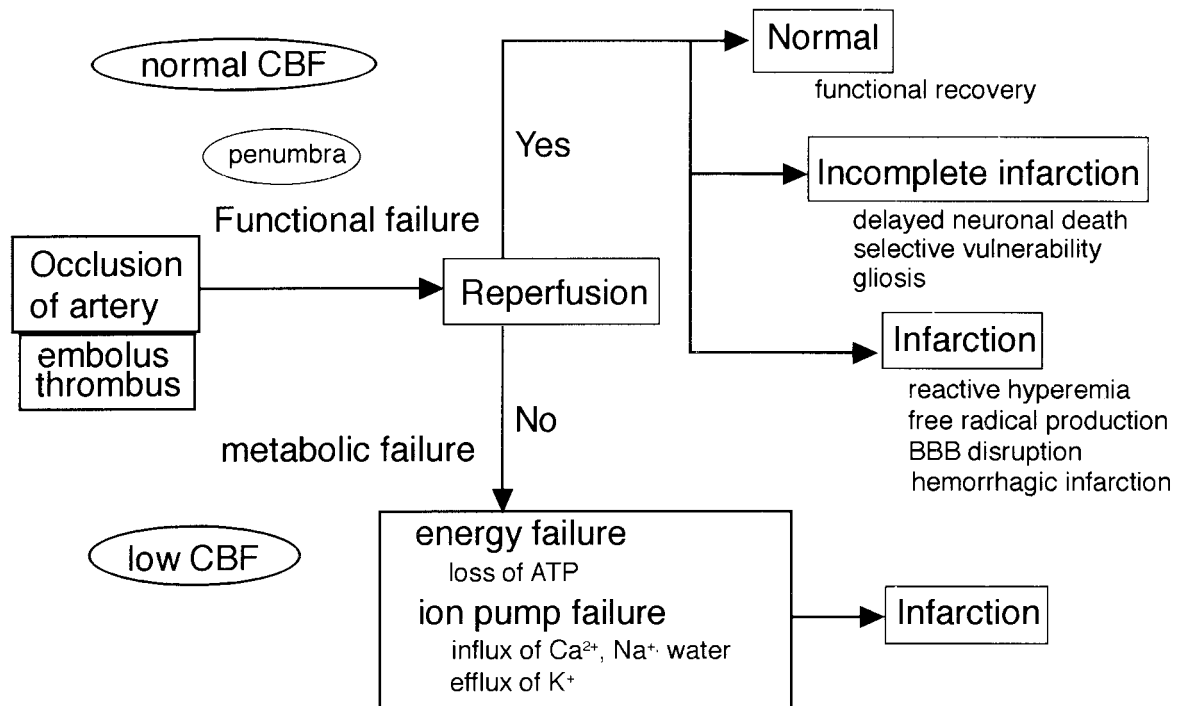 normal CBF
penumbra
Functional failure
Occlusion
of artery
embolus
thrombus
Reperfusion
Yes
Normal
functional recovery
Incomplete infarction
delayed neuronal death
selective vulnerability
gliosis
Infarction
reactive hyperemia
free radical production
BBB disruption
hemorrhagic infarction
No
metabolic failure
low CBF
energy failure
loss of ATP
ion pump failure
influx of Ca²⁺, Na⁺· water
efflux of K⁺
Infarction